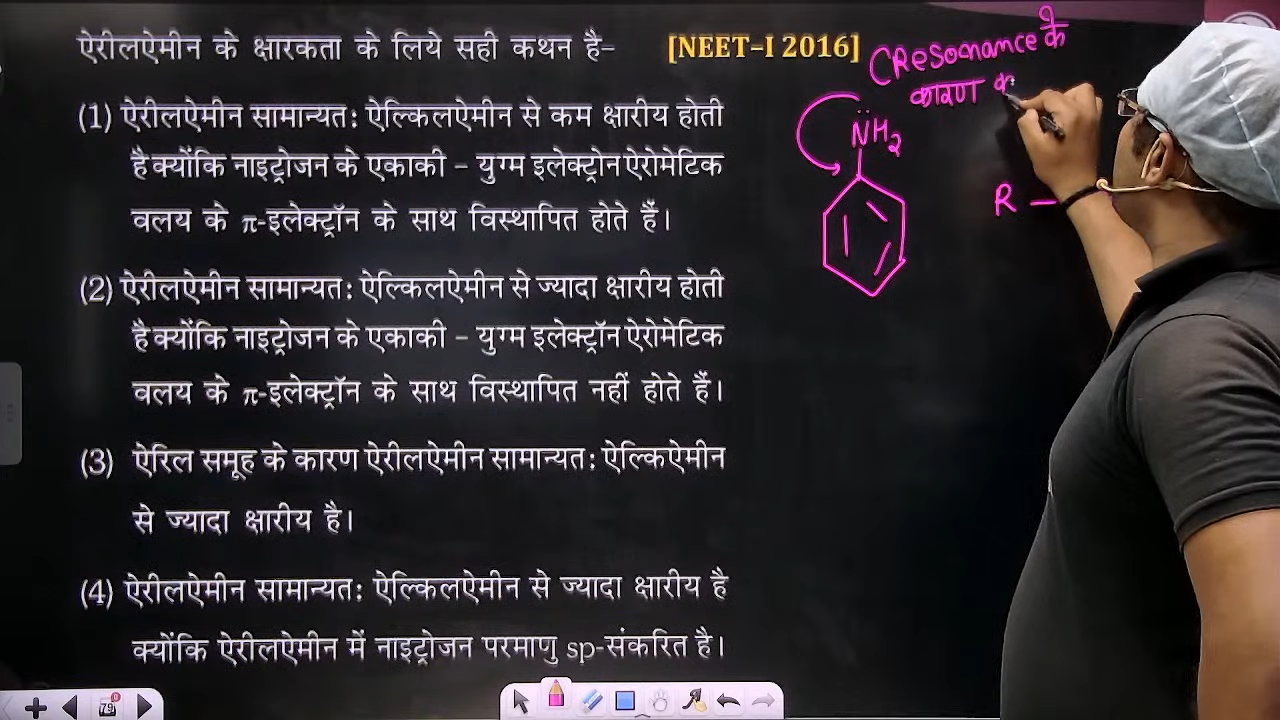 ऐरीलऐमीन के क्षारकता के लिये सही कथन है–
[NEET–I 2016]
(1) ऐरीलऐमीन सामान्यत: ऐल्किलऐमीन से कम क्षारीय होती
है क्योंकि नाइट्रोजन के एकाकी – युग्म इलेक्ट्रोन ऐरोमेटिक
वलय के π-इलेक्ट्रॉन के साथ विस्थापित होते हैं।
(2) ऐरीलऐमीन सामान्यत: ऐल्किलऐमीन से ज्यादा क्षारीय होती
है क्योंकि नाइट्रोजन के एकाकी – युग्म इलेक्ट्रॉन ऐरोमेटिक
वलय के π-इलेक्ट्रॉन के साथ विस्थापित नहीं होते हैं।
(3) ऐरिल समूह के कारण ऐरीलऐमीन सामान्यत: ऐल्किऐमीन
से ज्यादा क्षारीय है।
(4) ऐरीलऐमीन सामान्यत: ऐल्किलऐमीन से ज्यादा क्षारीय है
क्योंकि ऐरीलऐमीन में नाइट्रोजन परमाणु sp-संकरित है।
(Resonance के
कारण
NH2
R –
79